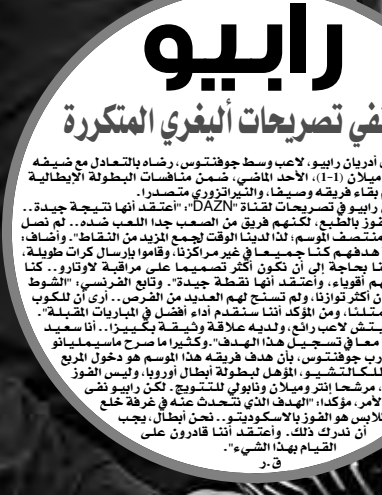 رابيو
نفي تصريحات أليغري المتكررة
أدريان رابيو، لاعب وسط جوفنتوس، رضاه بالتعادل مع ضيفه
ميلان (1-1)، الأحد الماضي، ضمن منافسات البطولة الإيطالية
بقاء فريقه وصيفا، والنيراتزوري متصدرا.
رابيو في تصريحات لقناة "DAZN": "أعتقد أنها نتيجة جيدة..
فوز بالطبع، لكنهم فريق من الصعب جدا اللعب ضده.. لم نصل
منتصف الموسم؛ لذا لدينا الوقت لجمع المزيد من النقاط". وأضاف:
هدفهم كنا جميعا في غير مراكزنا، وقاموا بإرسال كرات طويلة،
نا بحاجة إلى أن نكون أكثر تصميما على مراقبة لاوتارو.. كنا
هم أقوياء، وأعتقد أنها نقطة جيدة". وتابع الفرنسي: "الشوط
ن أكثر توازنا، ولم تسنح لهم العديد من الفرص.. أرى أن للكوب
متلئا، ومن المؤكد أننا سنقدم أداء أفضل في المباريات المقبلة".
يتش لاعب رائع، ولديه علاقة وثيقة بكييزا.. أنا سعيد
معا في تسجيل هذا الهدف". وكثيرا ما صرح ماسيمليانو
رب جوفنتوس، بأن هدف فريقه هذا الموسم هو دخول المربع
للكالتشيو، المؤهل لبطولة أبطال أوروبا، وليس الفوز
، مرشحا إنتر وميلان ونابولي للتتويج. لكن رابيو نفى
الأمر، مؤكدا: "الهدف الذي نتحدث عنه في غرفة خلع
لابس هو الفوز بالاسكوديتو.. نحن أبطال، يجب
أن ندرك ذلك. وأعتقد أننا قادرون على
القيام بهذا الشيء".
ق.ر